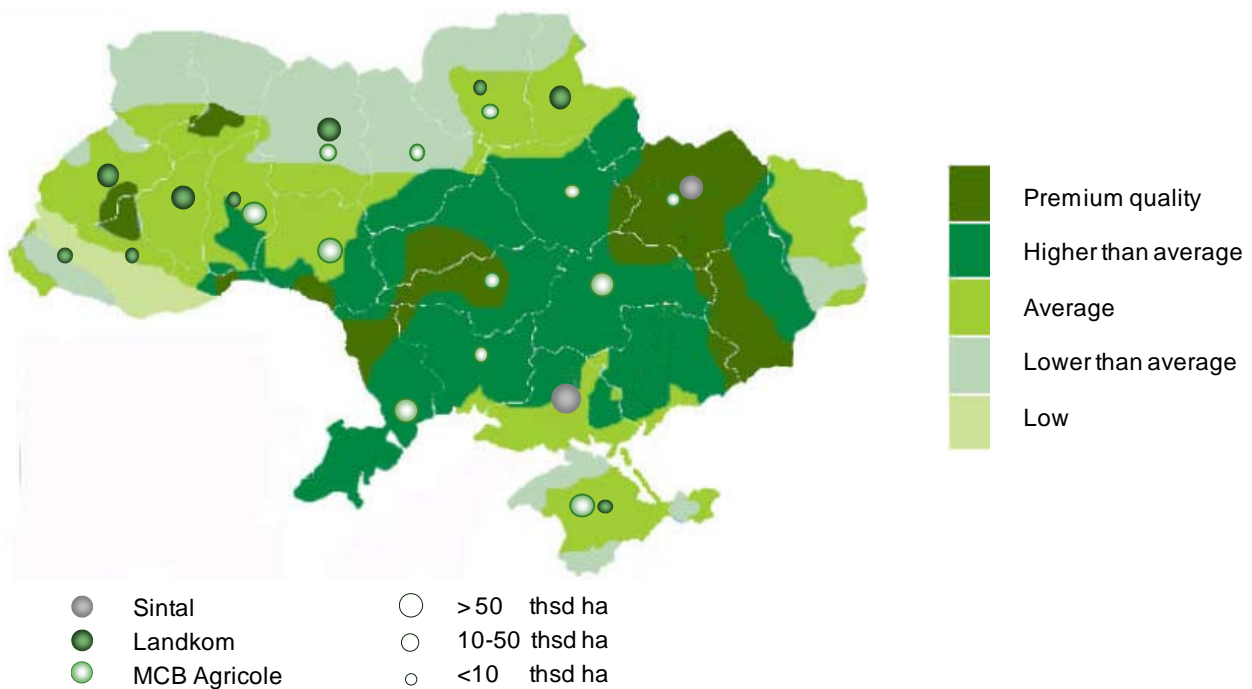 Premium quality
Higher than average
Average
Lower than average
Low
Sintal
Landkom
MCB Agricole
>50 thsd ha
10-50 thsd ha
<10 thsd ha